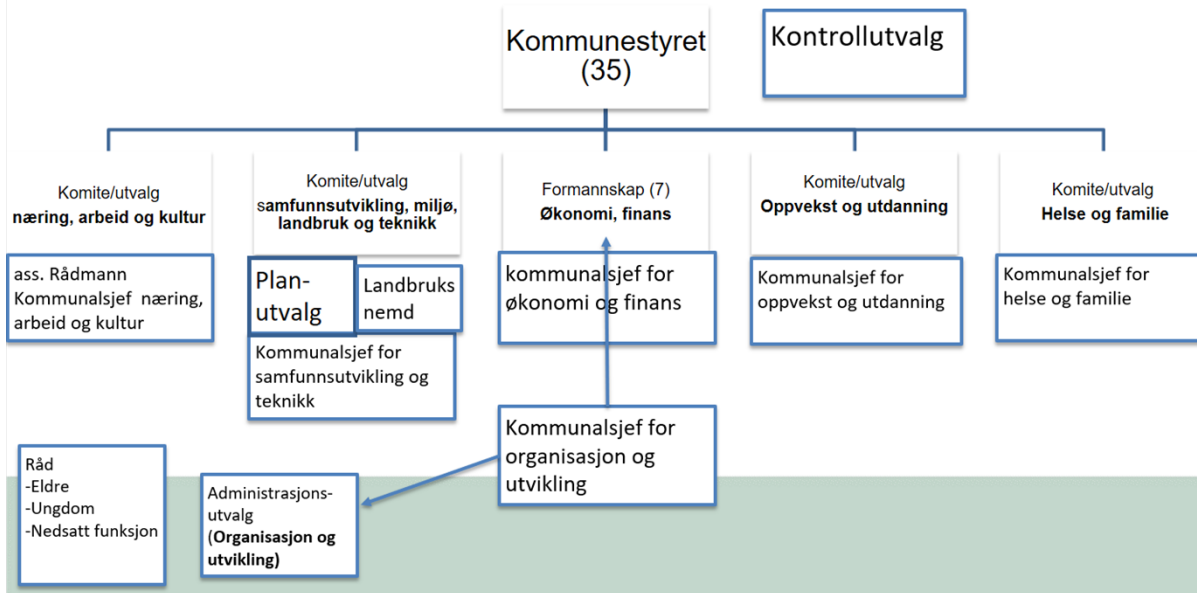 Kommunestyret
(35)
Kontrollutvalg
Komite/utvalg
næring, arbeid og kultur
Komite/utvalg
samfunnsutvikling, miljø,
landbruk og teknikk
Formannskap (7)
Økonomi, finans
Komite/utvalg
Oppvekst og utdanning
Komite/utvalg
Helse og familie
ass. Rådmann
Kommunalsjef næring,
arbeid og kultur
Plan-
utvalg
Landbruks
nemd
Kommunalsjef for
samfunnsutvikling og
teknikk
kommunalsjef for
økonomi og finans
Kommunalsjef for
oppvekst og utdanning
Kommunalsjef for
helse og familie
Kommunalsjef for
organisasjon og
utvikling
Råd
-Eldre
-Ungdom
-Nedsatt funksjon
Administrasjons-
utvalg
(Organisasjon og
utvikling)